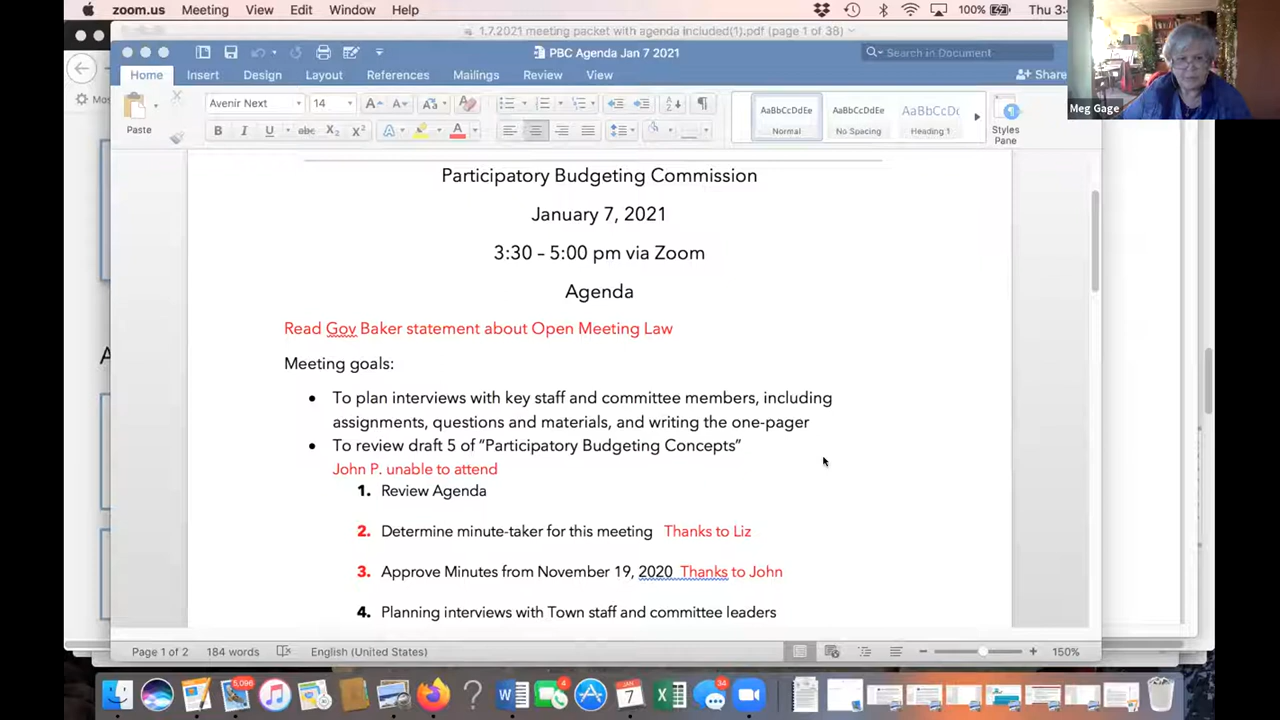 zoom.us Meeting View Edit Window Help 100% Thu 3:
1.7.2021 meeting packet with agenda included(1).pdf (page 1 of 38)
PBC Agenda Jan 7 2021
Search in Document
Home Insert Design Layout References Mailings Review View Share
Meg Gage
Avenir Next 14
AaBbCcDdEe AaBbCcDdEe AaBbCcDc
Paste
Normal No Spacing Heading 1
Styles
Pane
Participatory Budgeting Commission
January 7, 2021
3:30 – 5:00 pm via Zoom
Agenda
Read Gov Baker statement about Open Meeting Law
Meeting goals:
• To plan interviews with key staff and committee members, including
assignments, questions and materials, and writing the one-pager
• To review draft 5 of “Participatory Budgeting Concepts”
John P. unable to attend
1. Review Agenda
2. Determine minute-taker for this meeting Thanks to Liz
3. Approve Minutes from November 19, 2020 Thanks to John
4. Planning interviews with Town staff and committee leaders
Page 1 of 2 184 words English (United States) 150%